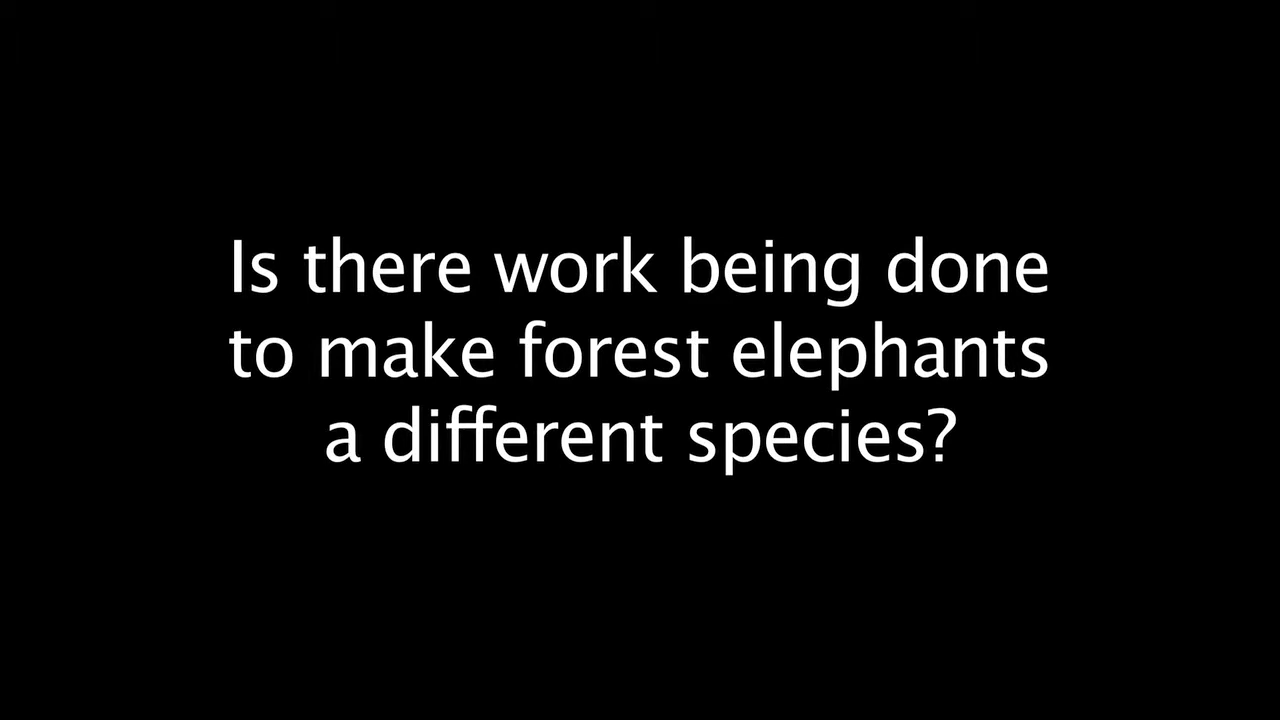 Is there work being done
to make forest elephants
a different species?